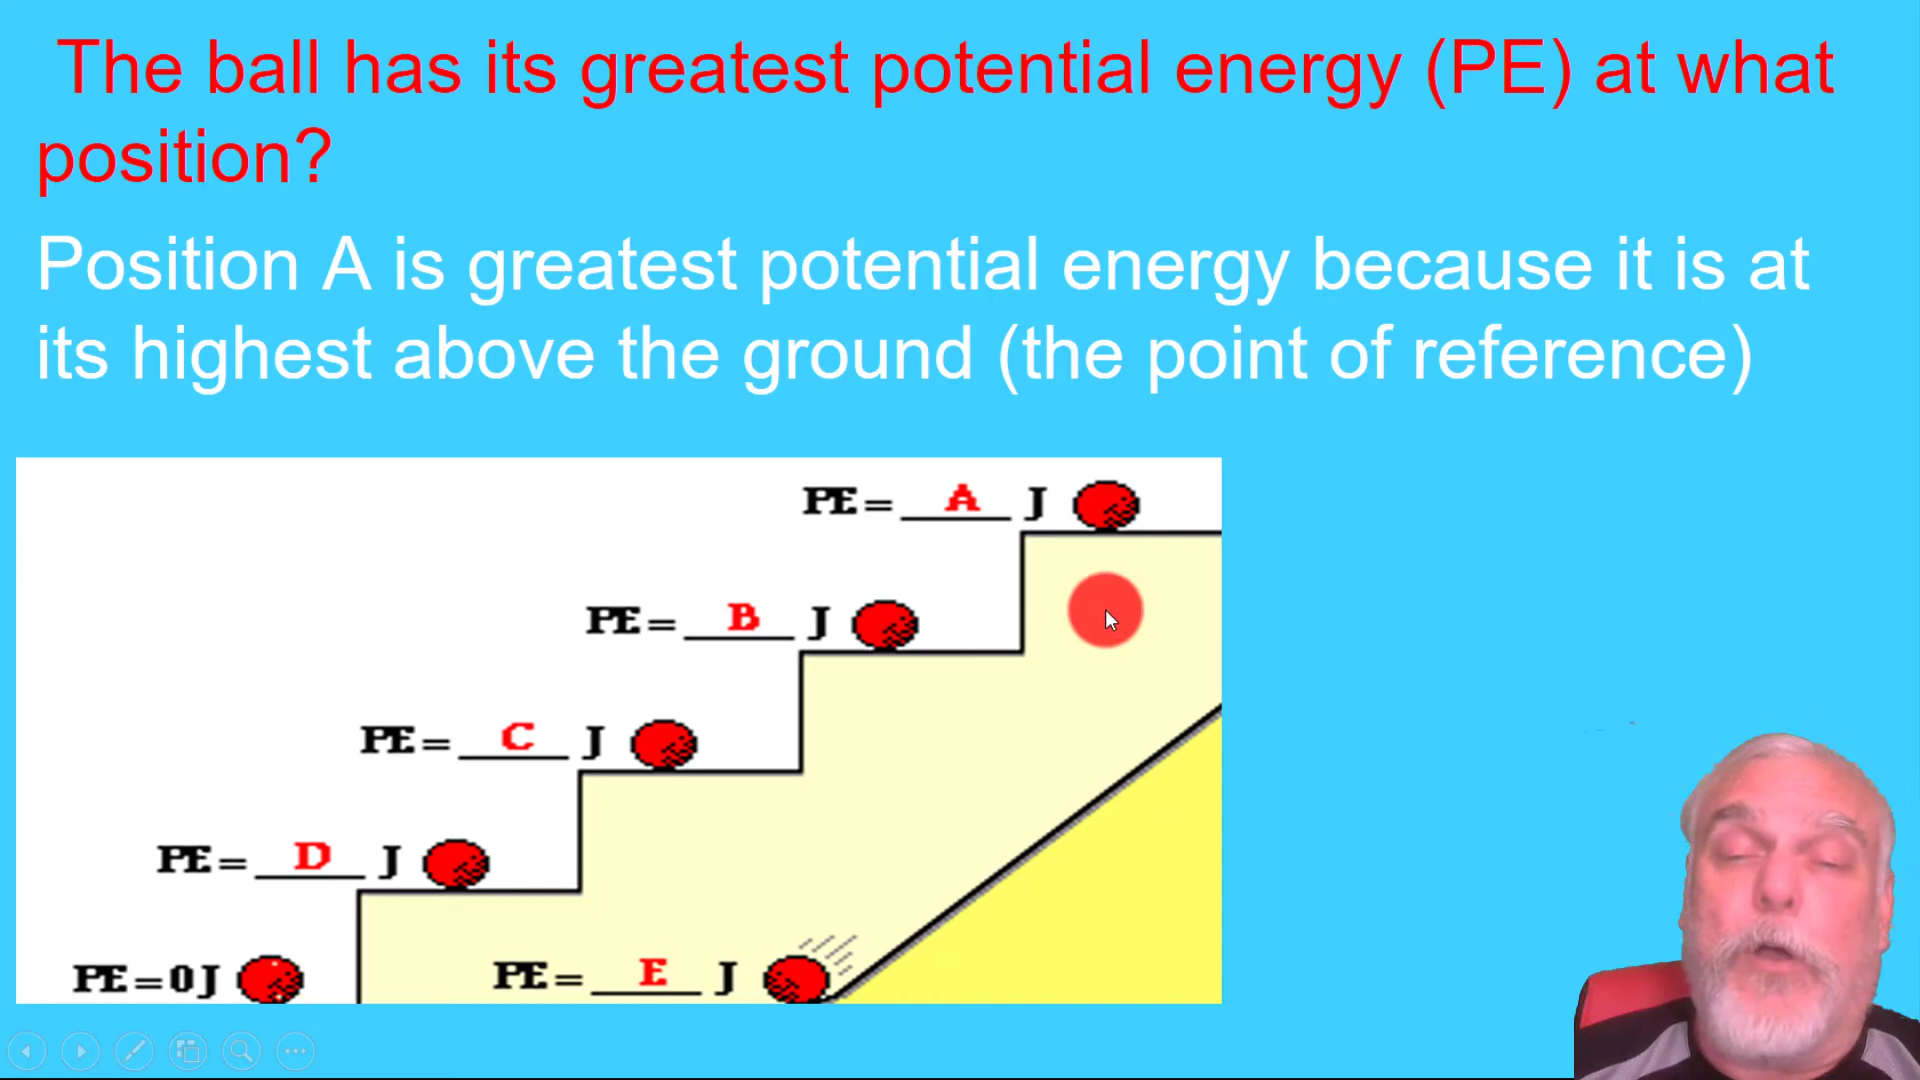 The ball has its greatest potential energy (PE) at what
position?
Position A is greatest potential energy because it is at
its highest above the ground (the point of reference)
PE = A J
PE = B J
PE = C J
PE = D J
PE = 0 J
PE = E J